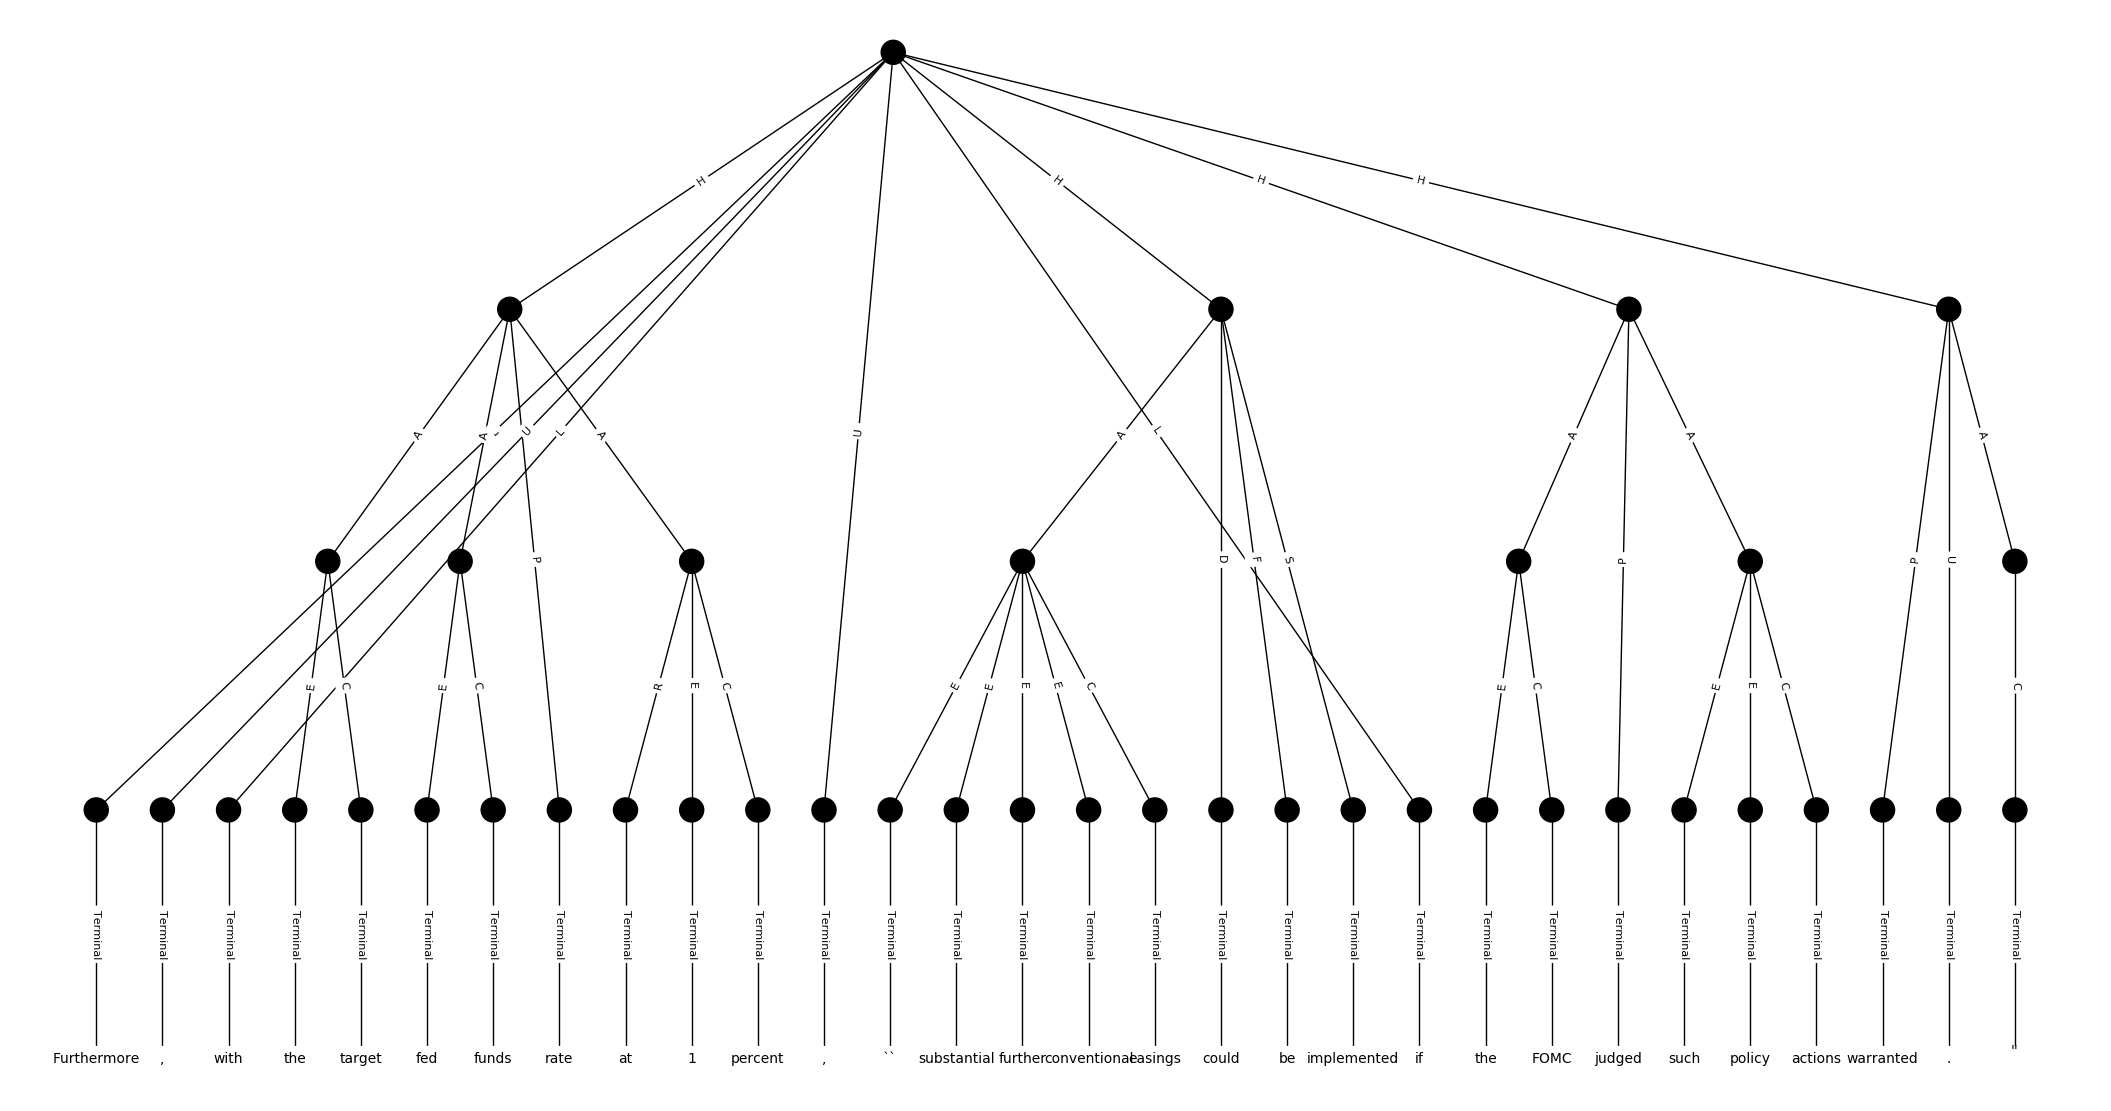 H H H H
A A L U L A U A L A A A
P D F S P P U
E C E C R E C E E E E C E C E E C C
Terminal Terminal Terminal Terminal Terminal Terminal Terminal Terminal Terminal Terminal Terminal Terminal Terminal Terminal Terminal Terminal Terminal Terminal Terminal Terminal Terminal Terminal Terminal Terminal Terminal Terminal Terminal Terminal Terminal Terminal
Furthermore , with the target fed funds rate at 1 percent , `` substantial further conventional easings could be implemented if the FOMC judged such policy actions warranted . "